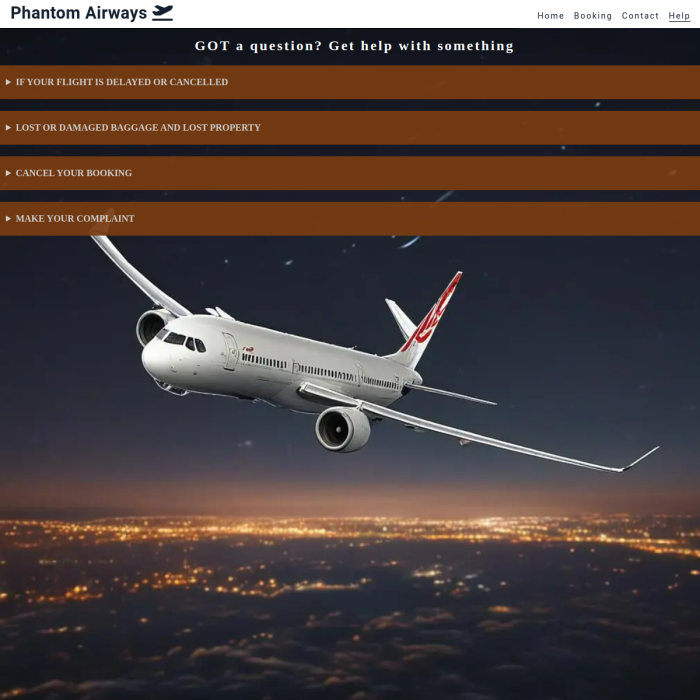 Phantom Airways
Home Booking Contact Help
GOT a question? Get help with something
IF YOUR FLIGHT IS DELAYED OR CANCELLED
LOST OR DAMAGED BAGGAGE AND LOST PROPERTY
CANCEL YOUR BOOKING
MAKE YOUR COMPLAINT